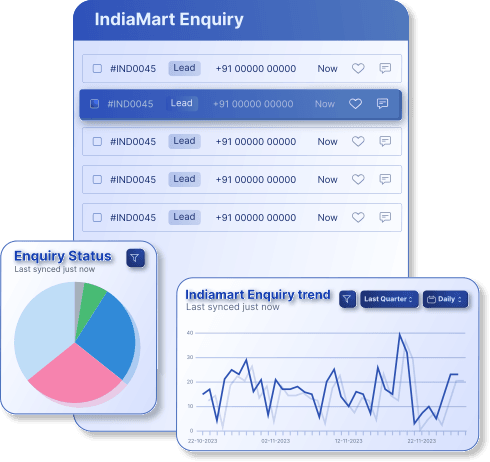 IndiaMart Enquiry
#IND0045 Lead +91 00000 00000 Now
#IND0045 Lead +91 00000 00000 Now
#IND0045 Lead +91 00000 00000 Now
#IND0045 Lead +91 00000 00000 Now
#IND0045 Lead +91 00000 00000 Now
Enquiry Status
Last synced just now
Indiamart Enquiry trend
Last synced just now
Last Quarter
Daily
40
30
20
10
0
22-10-2023 02-11-2023 12-11-2023 22-11-2023